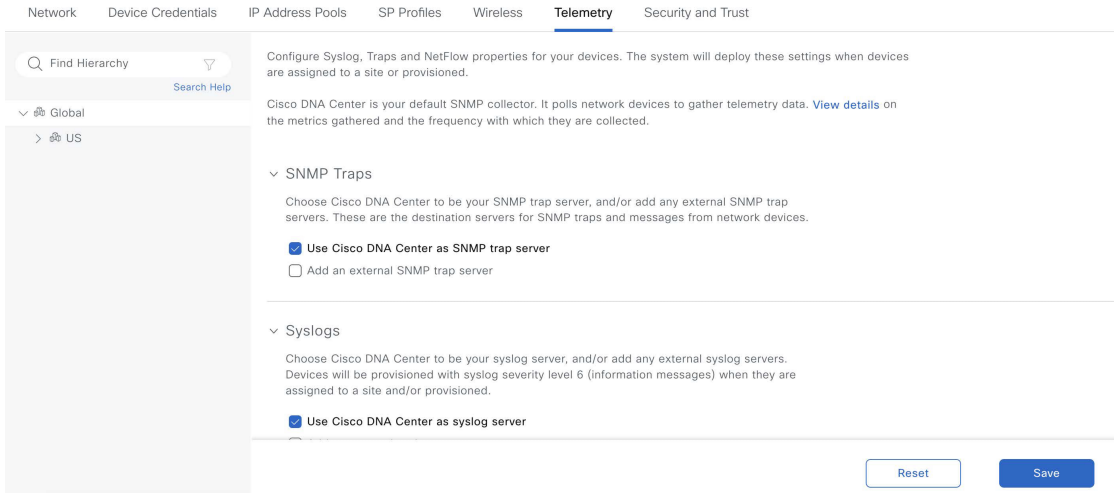 Network Device Credentials IP Address Pools SP Profiles Wireless Telemetry Security and Trust
Find Hierarchy
Search Help
Global
US
Configure Syslog, Traps and NetFlow properties for your devices. The system will deploy these settings when devices
are assigned to a site or provisioned.
Cisco DNA Center is your default SNMP collector. It polls network devices to gather telemetry data. View details on
the metrics gathered and the frequency with which they are collected.
SNMP Traps
Choose Cisco DNA Center to be your SNMP trap server, and/or add any external SNMP trap
servers. These are the destination servers for SNMP traps and messages from network devices.
Use Cisco DNA Center as SNMP trap server
Add an external SNMP trap server
Syslogs
Choose Cisco DNA Center to be your syslog server, and/or add any external syslog servers.
Devices will be provisioned with syslog severity level 6 (information messages) when they are
assigned to a site and/or provisioned.
Use Cisco DNA Center as syslog server
Reset Save